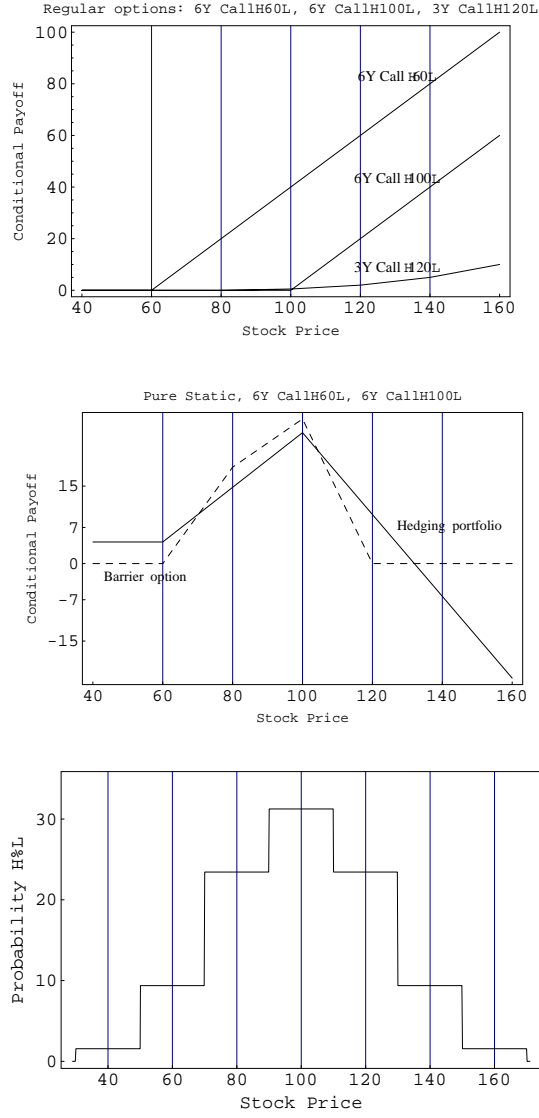 Regular options: 6Y CallH60L, 6Y CallH100L, 3Y CallH120L
100
80
60
40
20
0
Conditional Payoff
6Y Call H60L
6Y Call H100L
3Y Call H120L
40 60 80 100 120 140 160
Stock Price
Pure Static, 6Y CallH60L, 6Y CallH100L
15
7
0
-7
-15
Conditional Payoff
Hedging portfolio
Barrier option
40 60 80 100 120 140 160
Stock Price
30
20
10
0
Probability H%L
40 60 80 100 120 140 160
Stock Price